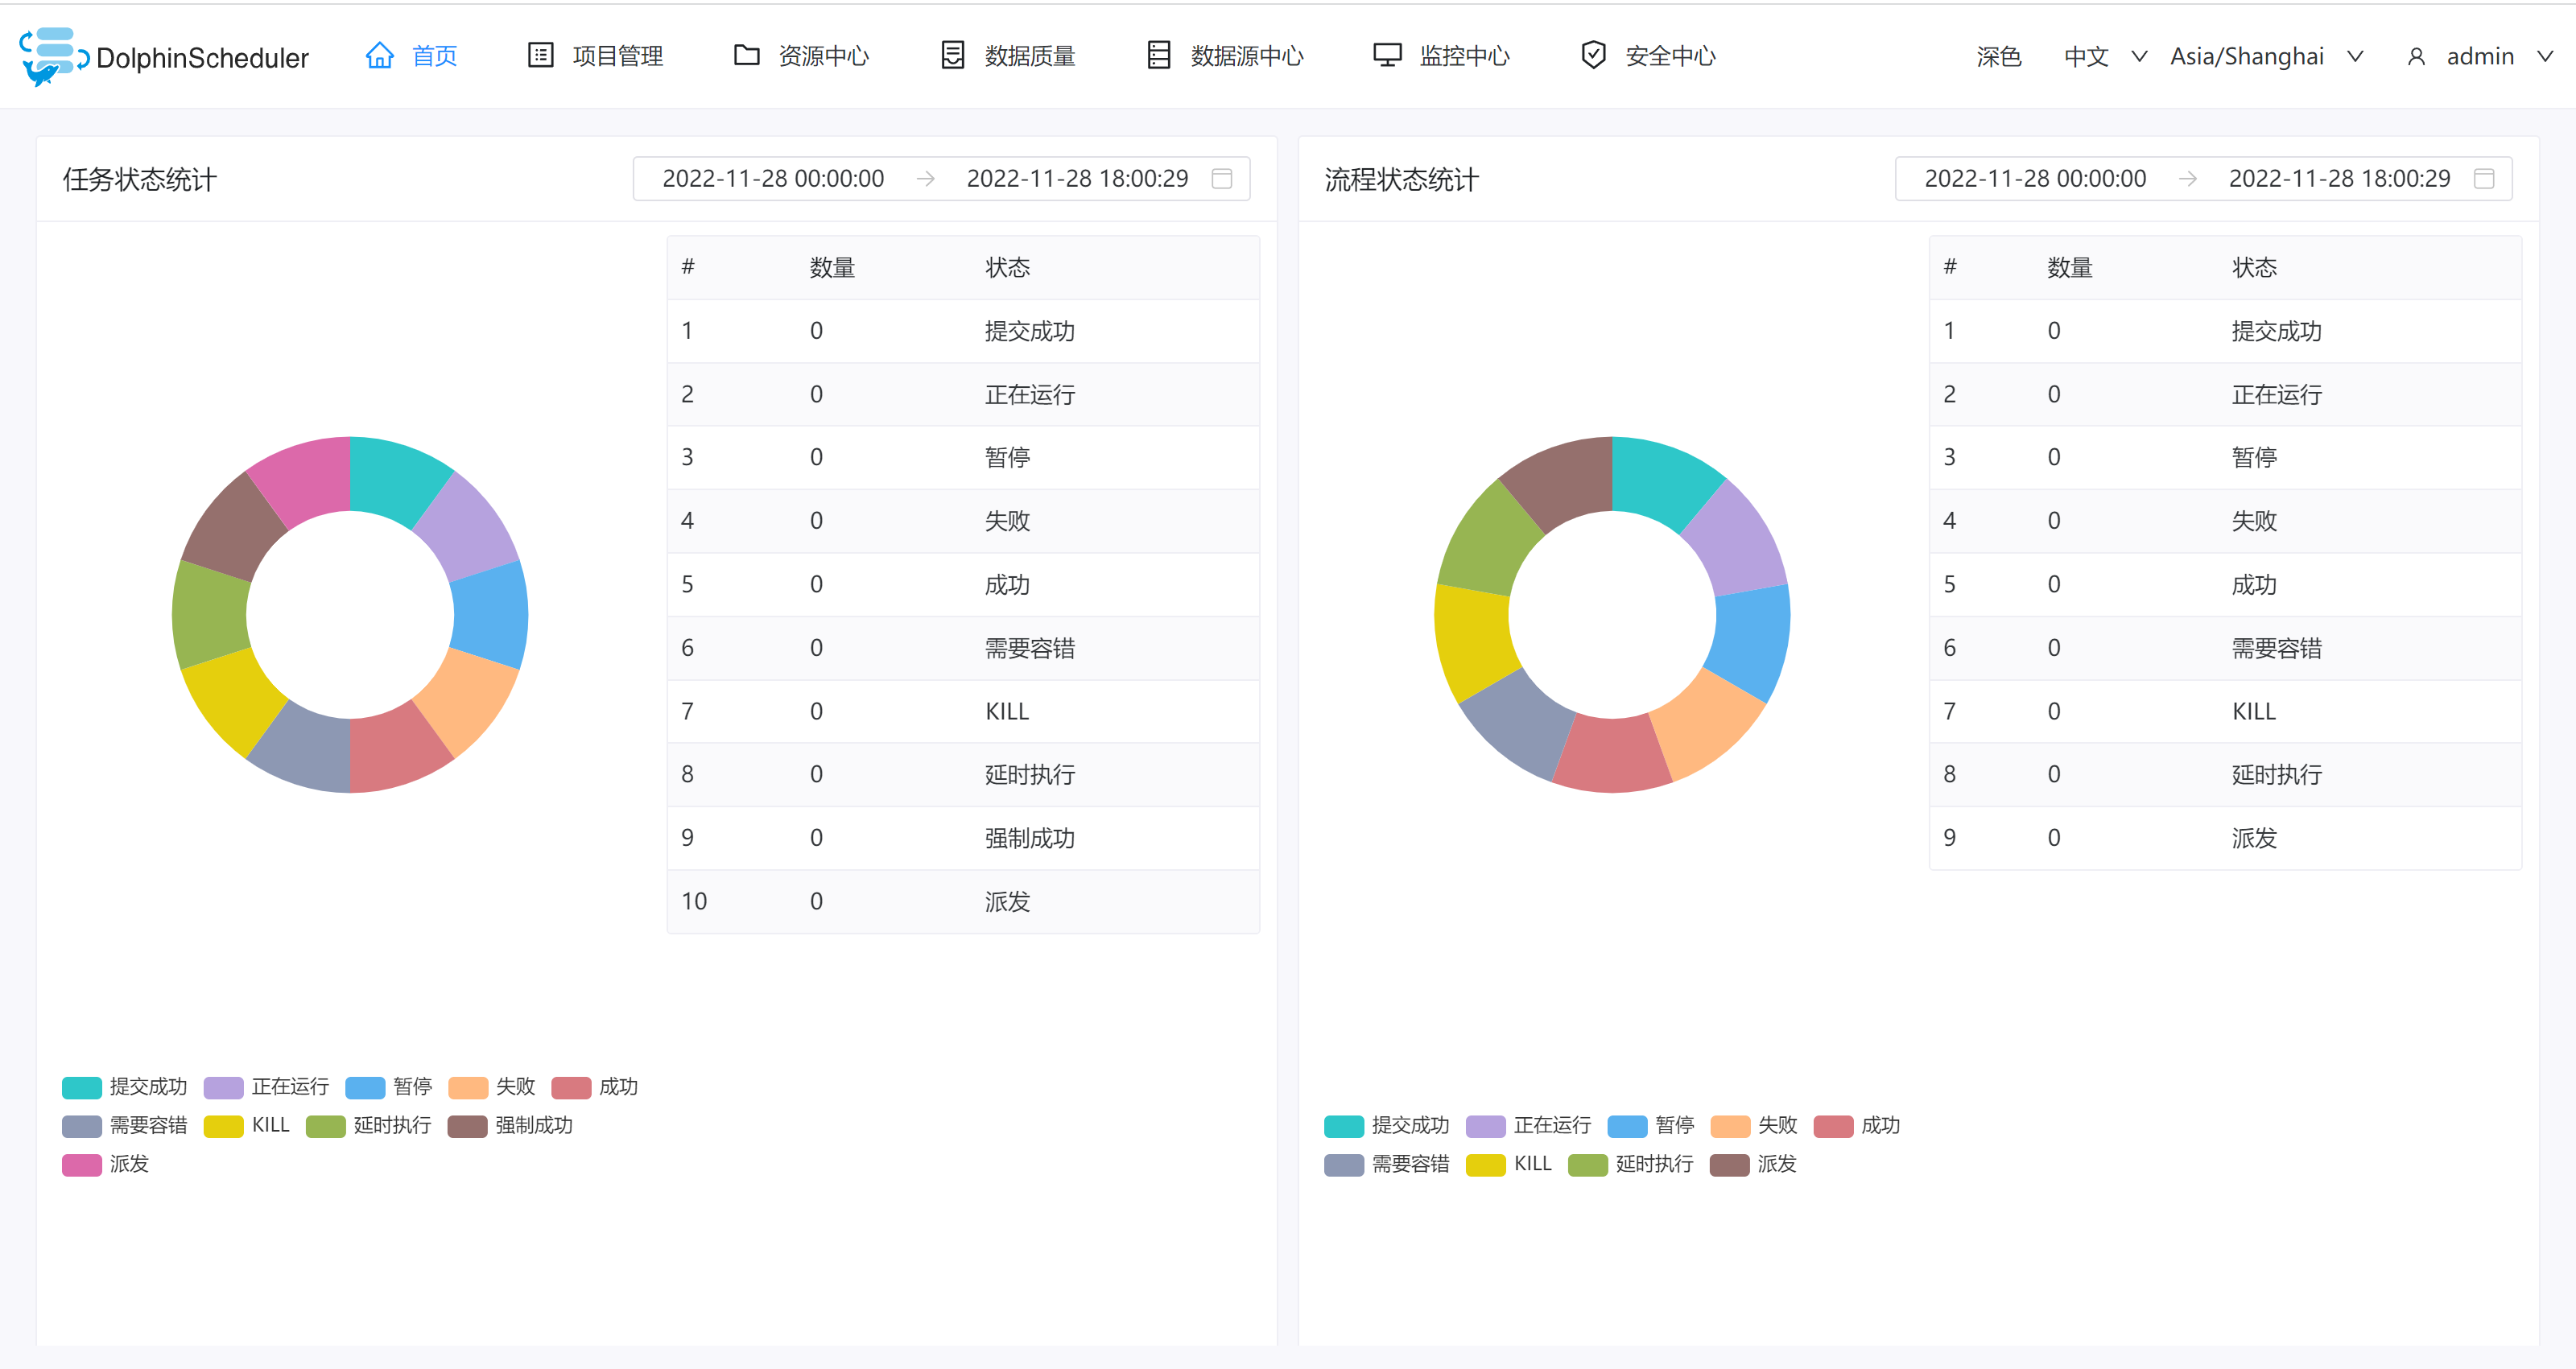 DolphinScheduler 首页 项目管理 资源中心 数据质量 数据源中心 监控中心 安全中心 深色 中文 Asia/Shanghai admin
任务状态统计 2022-11-28 00:00:00 → 2022-11-28 18:00:29
# 数量 状态
1 0 提交成功
2 0 正在运行
3 0 暂停
4 0 失败
5 0 成功
6 0 需要容错
7 0 KILL
8 0 延时执行
9 0 强制成功
10 0 派发
提交成功 正在运行 暂停 失败 成功
需要容错 KILL 延时执行 强制成功
派发
流程状态统计 2022-11-28 00:00:00 → 2022-11-28 18:00:29
# 数量 状态
1 0 提交成功
2 0 正在运行
3 0 暂停
4 0 失败
5 0 成功
6 0 需要容错
7 0 KILL
8 0 延时执行
9 0 派发
提交成功 正在运行 暂停 失败 成功
需要容错 KILL 延时执行 派发